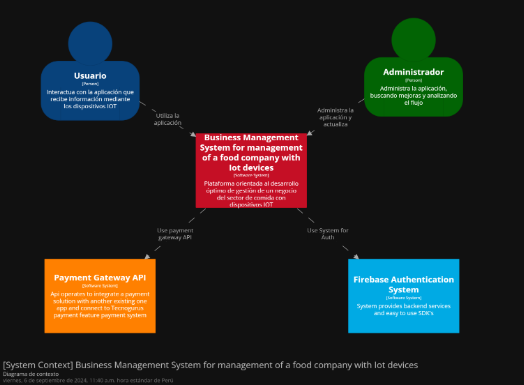 Usuario
[Person]
Interactua con la aplicación que
recibe información mediante
los dispositivos IOT
Administrador
[Person]
Administra la aplicación,
buscando mejoras y analizando
el flujo
Utiliza la
aplicación
Administra la
aplicación y
actualiza
Business Management
System for management
of a food company with
Iot devices
[Software System]
Plataforma orientada al desarrollo
óptimo de gestión de un negocio
del sector de comida con
dispositivos IOT
Use payment
gateway API
Use System for
Auth
Payment Gateway API
[Software System]
Api operates to integrate a payment
solution with another existing one
app and connect to Tecnogurus
payment feature payment system
Firebase Authentication
System
[Software System]
System provides backend services
and easy to use SDK's
[System Context] Business Management System for management of a food company with Iot devices
Diagrama de contexto
viernes, 6 de septiembre de 2024, 11:40 a.m. hora estándar de Perú